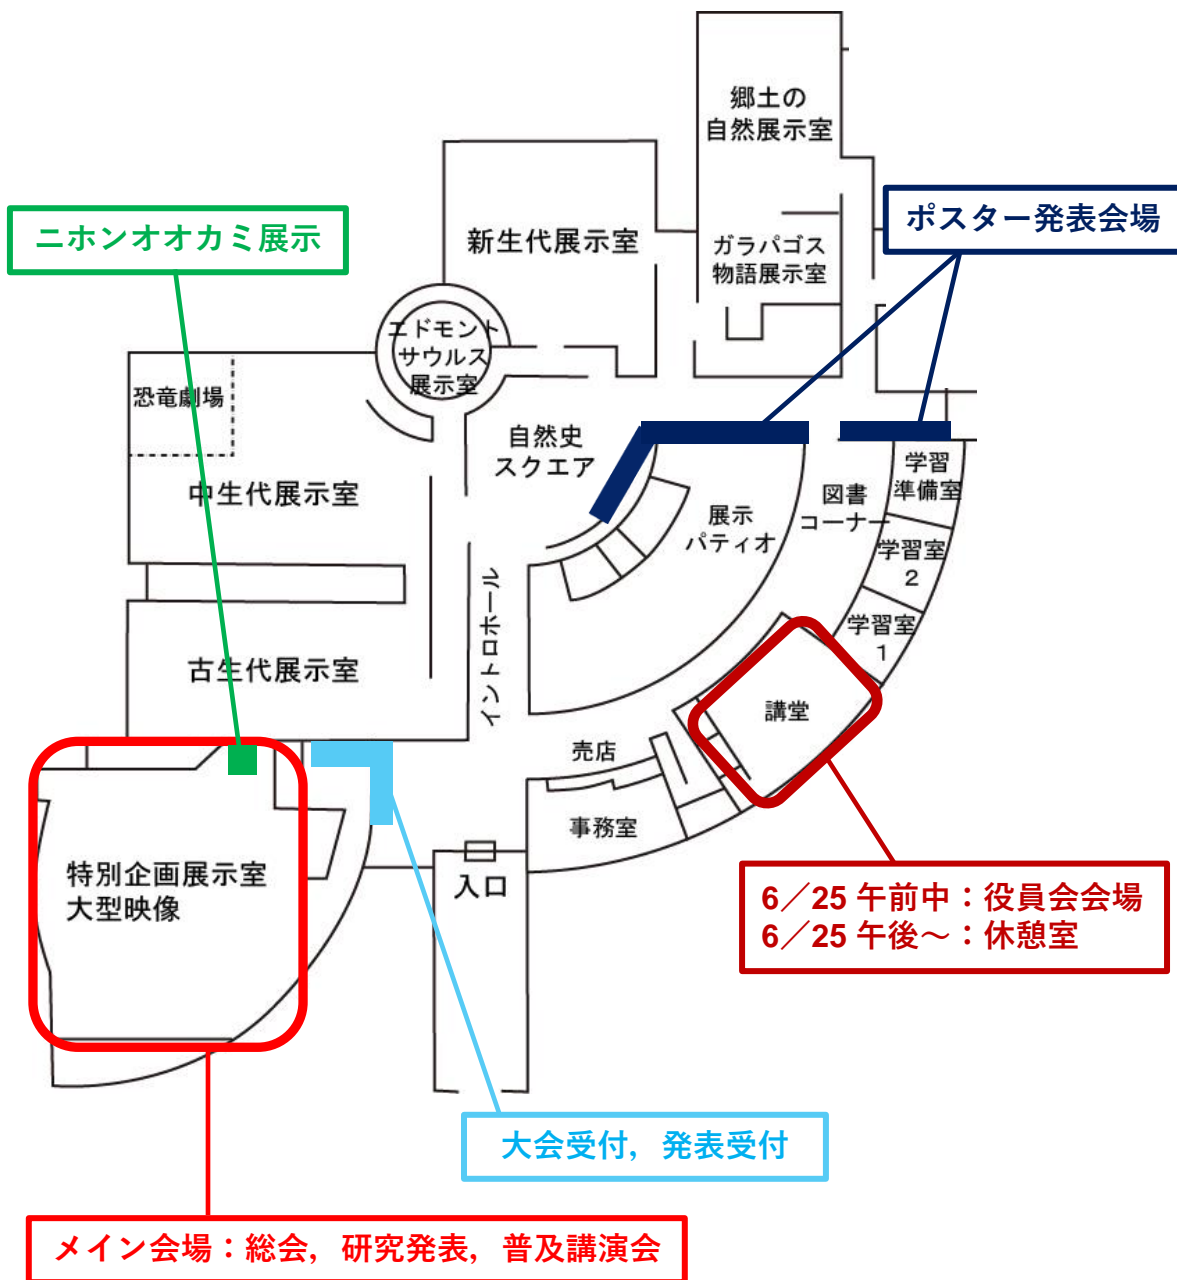 郷土の
自然展示室
ポスター発表会場
ニホンオオカミ展示
新生代展示室
ガラパゴス
物語展示室
エドモント
サウルス
展示室
恐竜劇場
自然史
スクエア
中生代展示室
展示
パティオ
図書
コーナー
学習
準備室
学習室
2
学習室
1
イントロホール
古生代展示室
講堂
売店
事務室
特別企画展示室
大型映像
入口
6／25 午前中：役員会会場
6／25 午後～：休憩室
大会受付，発表受付
メイン会場：総会，研究発表，普及講演会